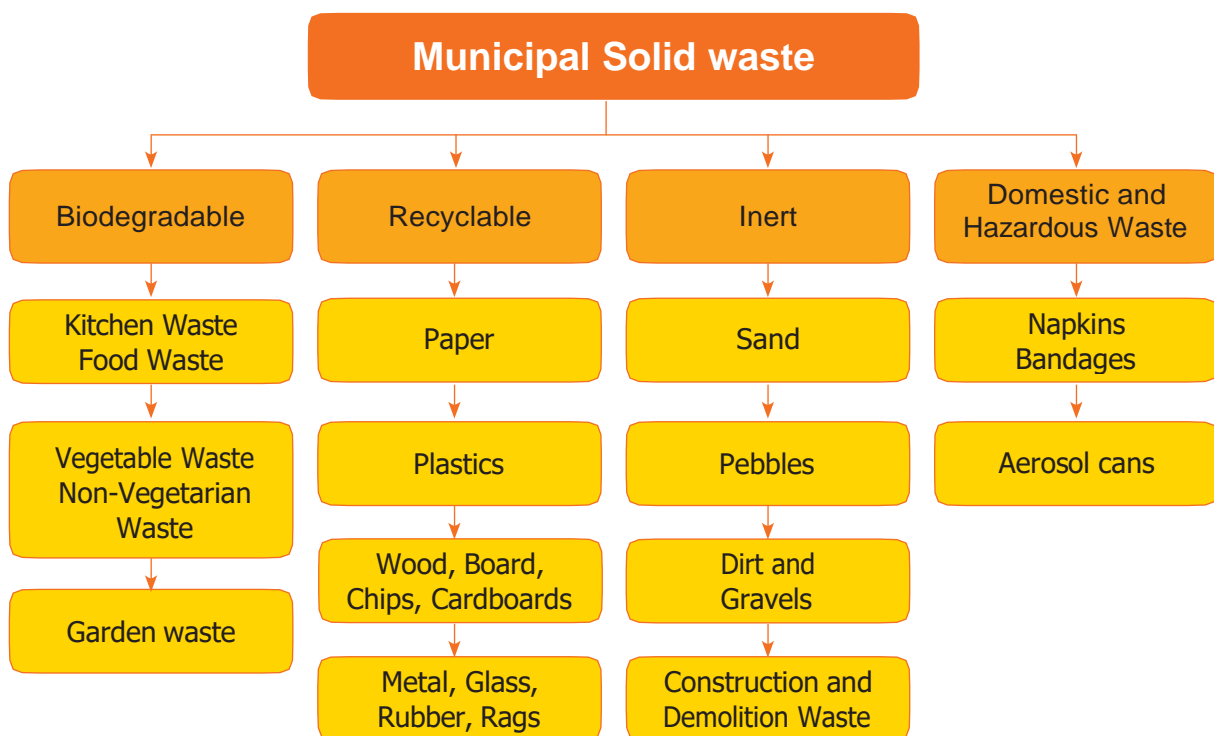 Municipal Solid waste
Biodegradable
Recyclable
Inert
Domestic and
Hazardous Waste
Kitchen Waste
Food Waste
Paper
Sand
Napkins
Bandages
Vegetable Waste
Non-Vegetarian
Waste
Plastics
Pebbles
Aerosol cans
Wood, Board,
Chips, Cardboards
Dirt and
Gravels
Garden waste
Metal, Glass,
Rubber, Rags
Construction and
Demolition Waste